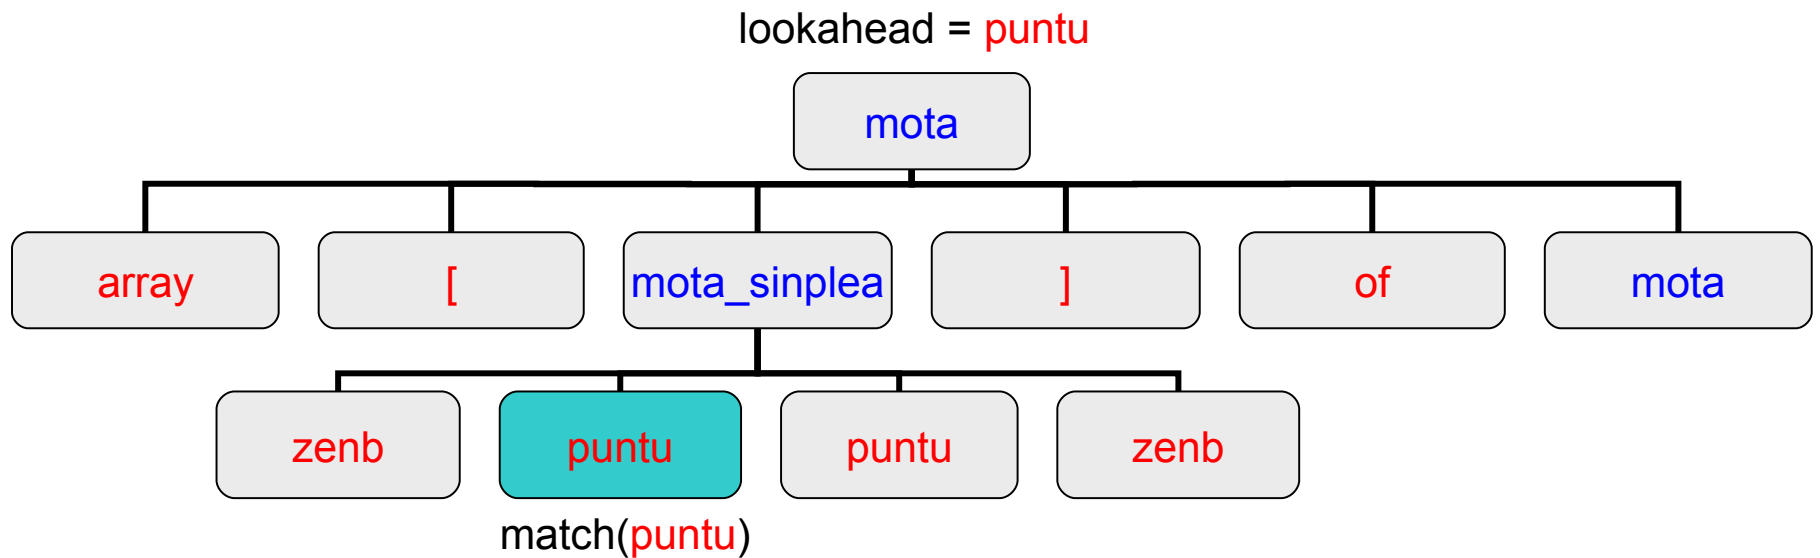 lookahead = puntu
mota
array [ mota_sinplea ] of mota
zenb puntu puntu zenb
match(puntu)